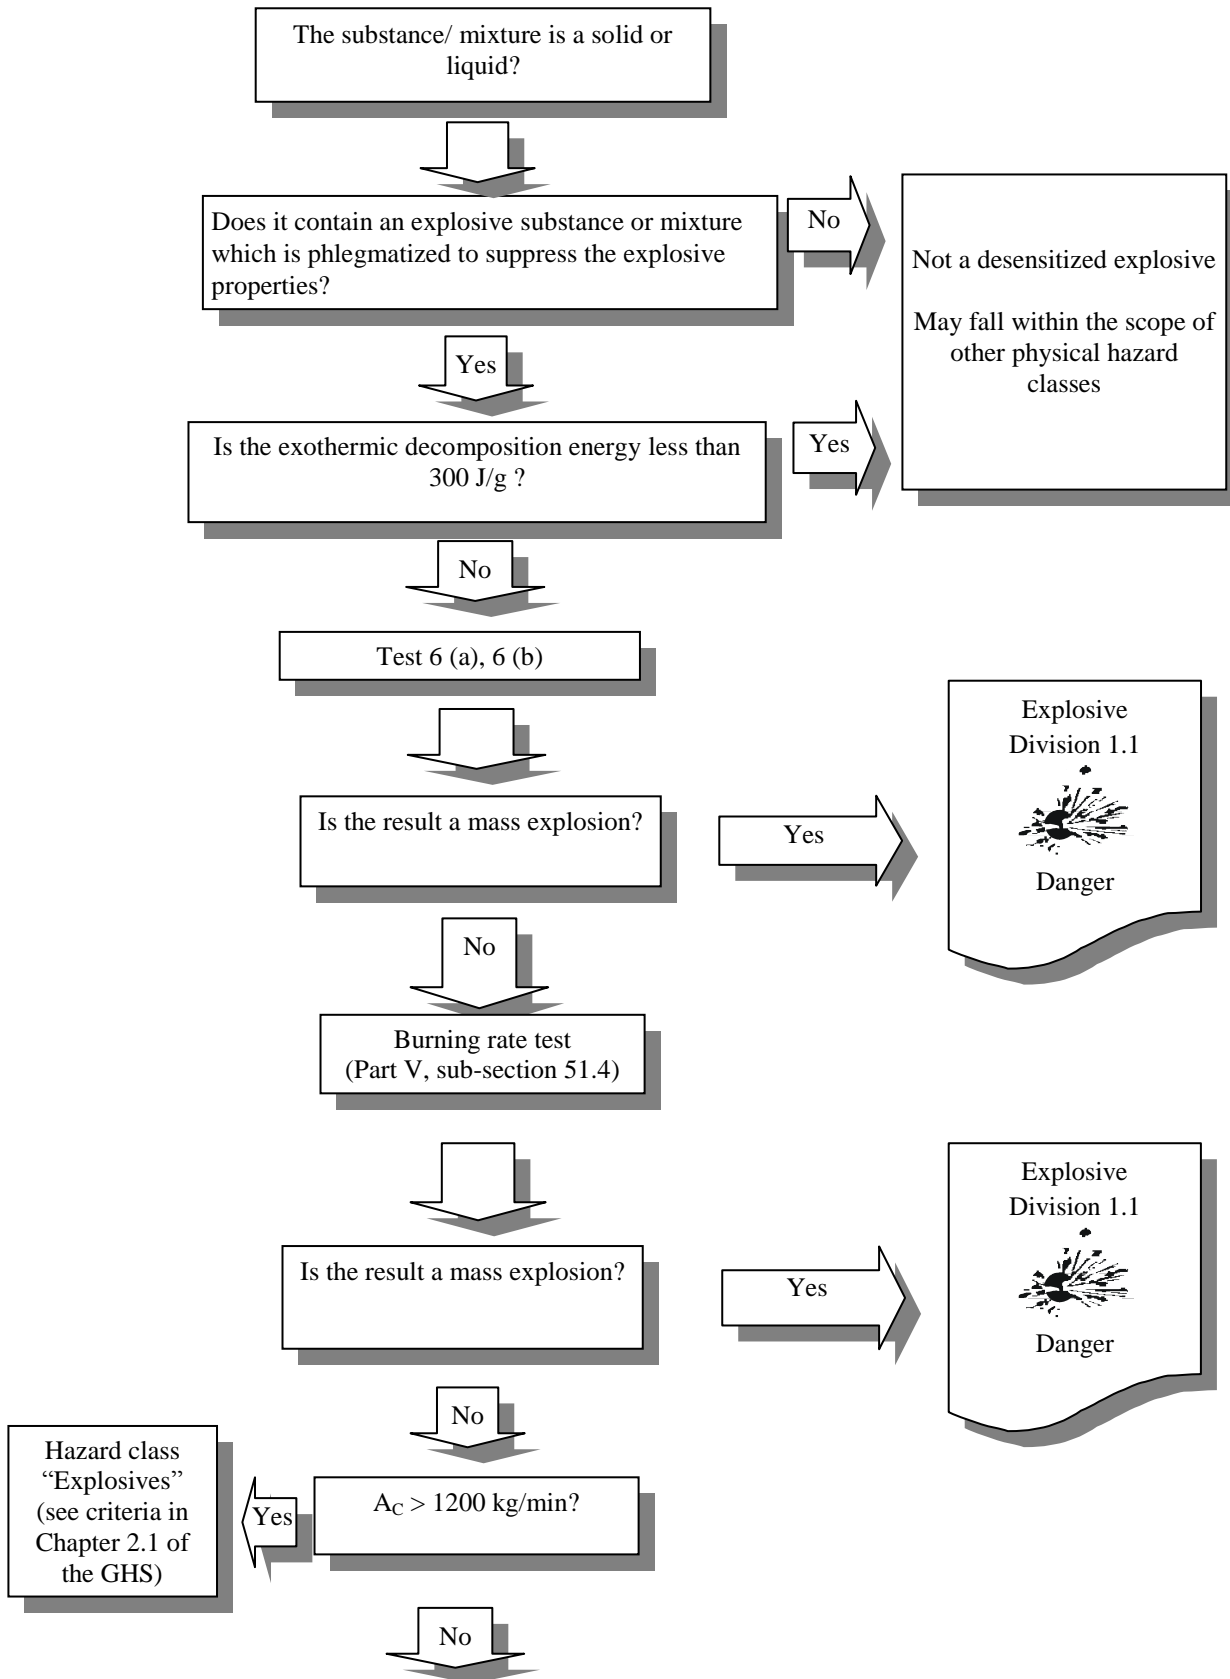 The substance/ mixture is a solid or
liquid?
Does it contain an explosive substance or mixture
which is phlegmatized to suppress the explosive
properties?
No
Not a desensitized explosive
May fall within the scope of
other physical hazard
classes
Yes
Is the exothermic decomposition energy less than
300 J/g ?
Yes
No
Test 6 (a), 6 (b)
Is the result a mass explosion?
Yes
Explosive
Division 1.1
Danger
No
Burning rate test
(Part V, sub-section 51.4)
Is the result a mass explosion?
Yes
Explosive
Division 1.1
Danger
No
A_C > 1200 kg/min?
Yes
Hazard class
“Explosives”
(see criteria in
Chapter 2.1 of
the GHS)
No